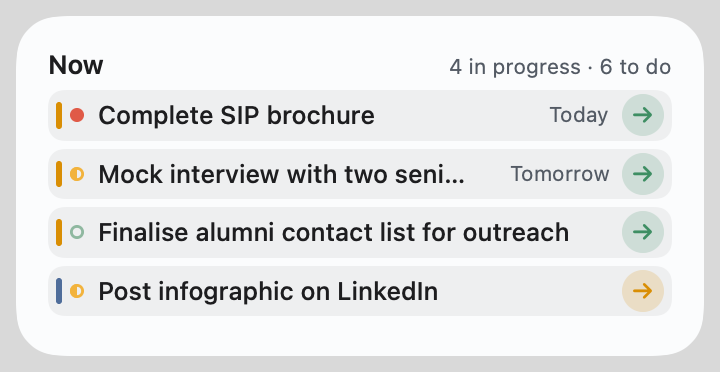 Now
4 in progress · 6 to do
Complete SIP brochure Today
Mock interview with two seni... Tomorrow
Finalise alumni contact list for outreach
Post infographic on LinkedIn